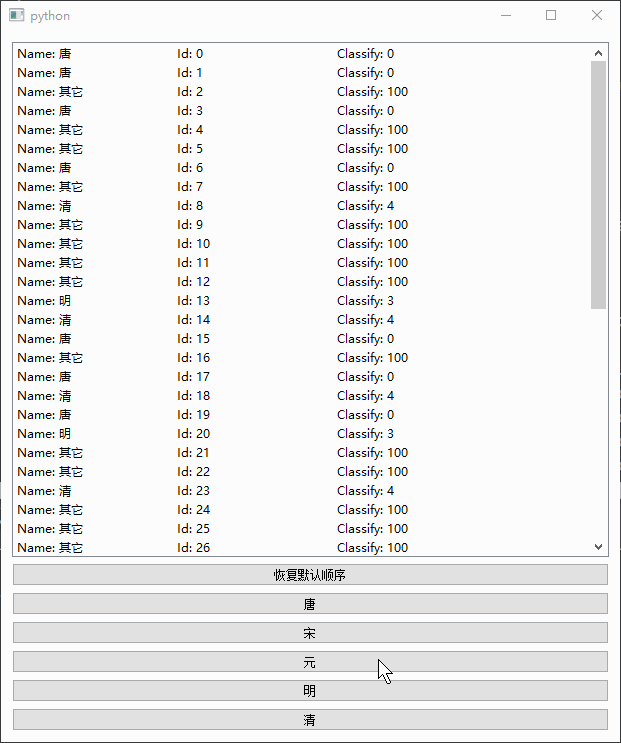 python
Name: 唐 Id: 0 Classify: 0
Name: 唐 Id: 1 Classify: 0
Name: 其它 Id: 2 Classify: 100
Name: 唐 Id: 3 Classify: 0
Name: 其它 Id: 4 Classify: 100
Name: 其它 Id: 5 Classify: 100
Name: 唐 Id: 6 Classify: 0
Name: 其它 Id: 7 Classify: 100
Name: 清 Id: 8 Classify: 4
Name: 其它 Id: 9 Classify: 100
Name: 其它 Id: 10 Classify: 100
Name: 其它 Id: 11 Classify: 100
Name: 其它 Id: 12 Classify: 100
Name: 明 Id: 13 Classify: 3
Name: 清 Id: 14 Classify: 4
Name: 唐 Id: 15 Classify: 0
Name: 其它 Id: 16 Classify: 100
Name: 唐 Id: 17 Classify: 0
Name: 清 Id: 18 Classify: 4
Name: 唐 Id: 19 Classify: 0
Name: 明 Id: 20 Classify: 3
Name: 其它 Id: 21 Classify: 100
Name: 其它 Id: 22 Classify: 100
Name: 清 Id: 23 Classify: 4
Name: 其它 Id: 24 Classify: 100
Name: 其它 Id: 25 Classify: 100
Name: 其它 Id: 26 Classify: 100
恢复默认顺序
唐
宋
元
明
清